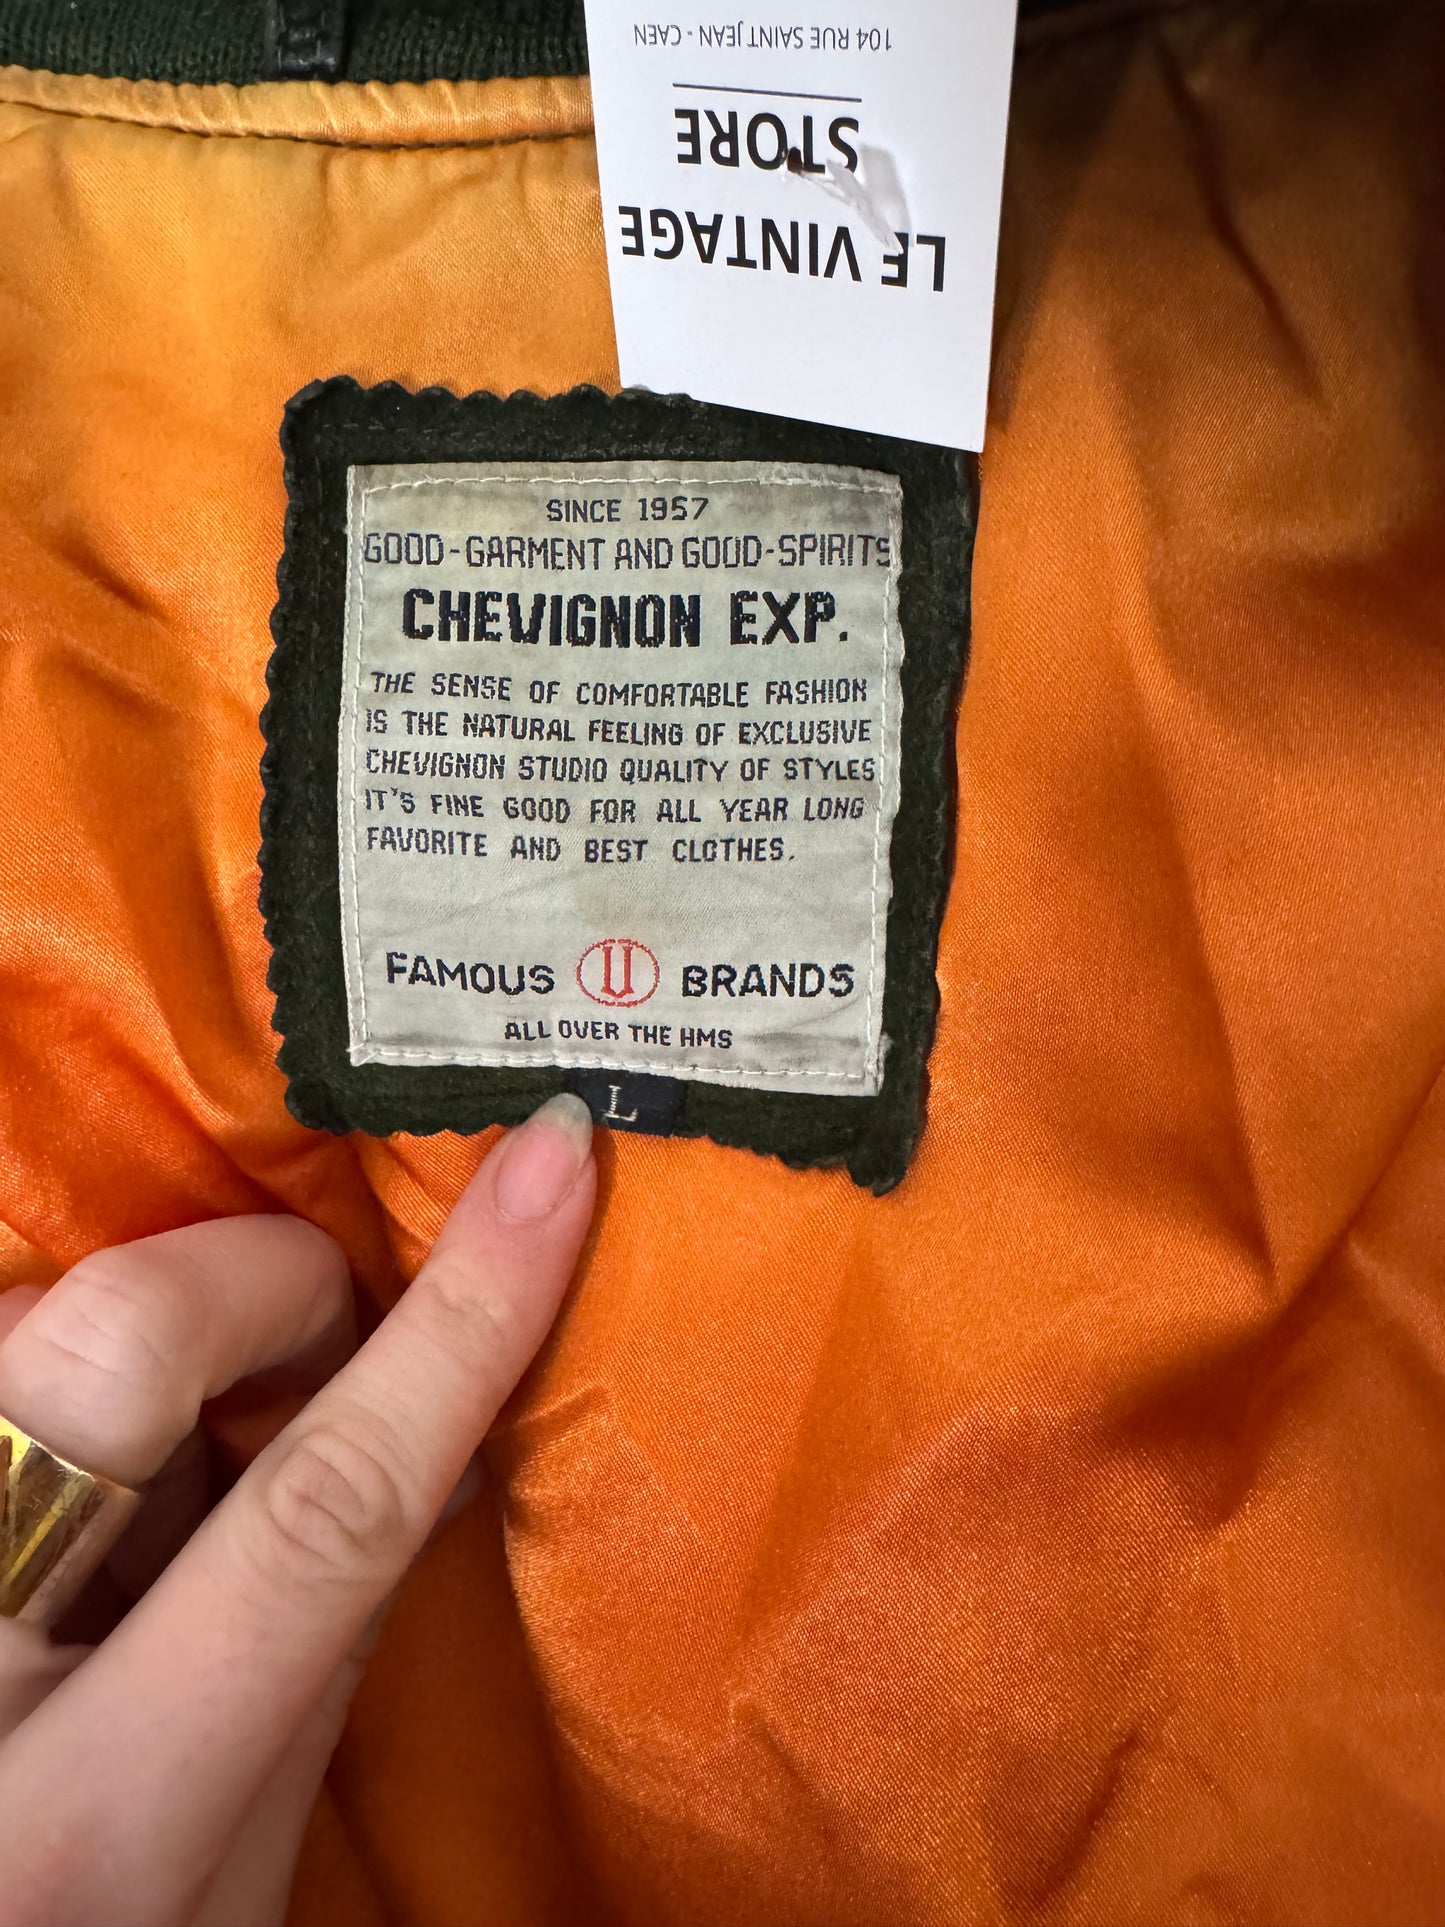 LE VINTAGE
STORE
104 RUE SAINT JEAN - CAEN
SINCE 1957
GOOD-GARMENT AND GOOD-SPIRITS
CHEVIGNON EXP.
THE SENSE OF COMFORTABLE FASHION
IS THE NATURAL FEELING OF EXCLUSIVE
CHEVIGNON STUDIO QUALITY OF STYLES
IT'S FINE GOOD FOR ALL YEAR LONG
FAVORITE AND BEST CLOTHES.
FAMOUS U BRANDS
ALL OVER THE HMS
L